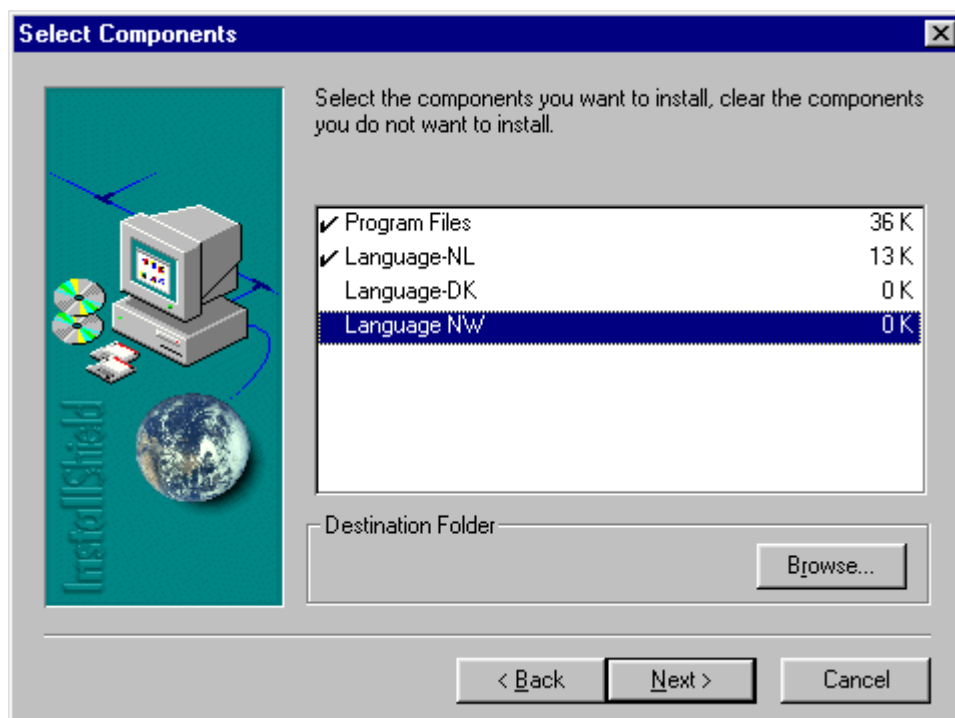 Select Components
Select the components you want to install, clear the components
you do not want to install.
✔ Program Files 36 K
✔ Language-NL 13 K
Language-DK 0 K
Language NW 0 K
InstallShield
Destination Folder
Browse...
< Back Next > Cancel